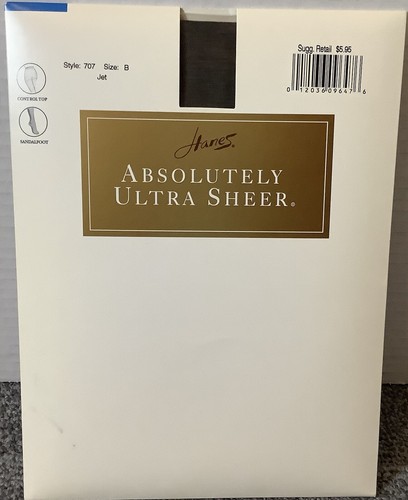 Style: 707 Size: B
Jet
Sugg. Retail $5.95
0 12036 09647 6
CONTROL TOP
SANDALFOOT
Hanes®
ABSOLUTELY
ULTRA SHEER®